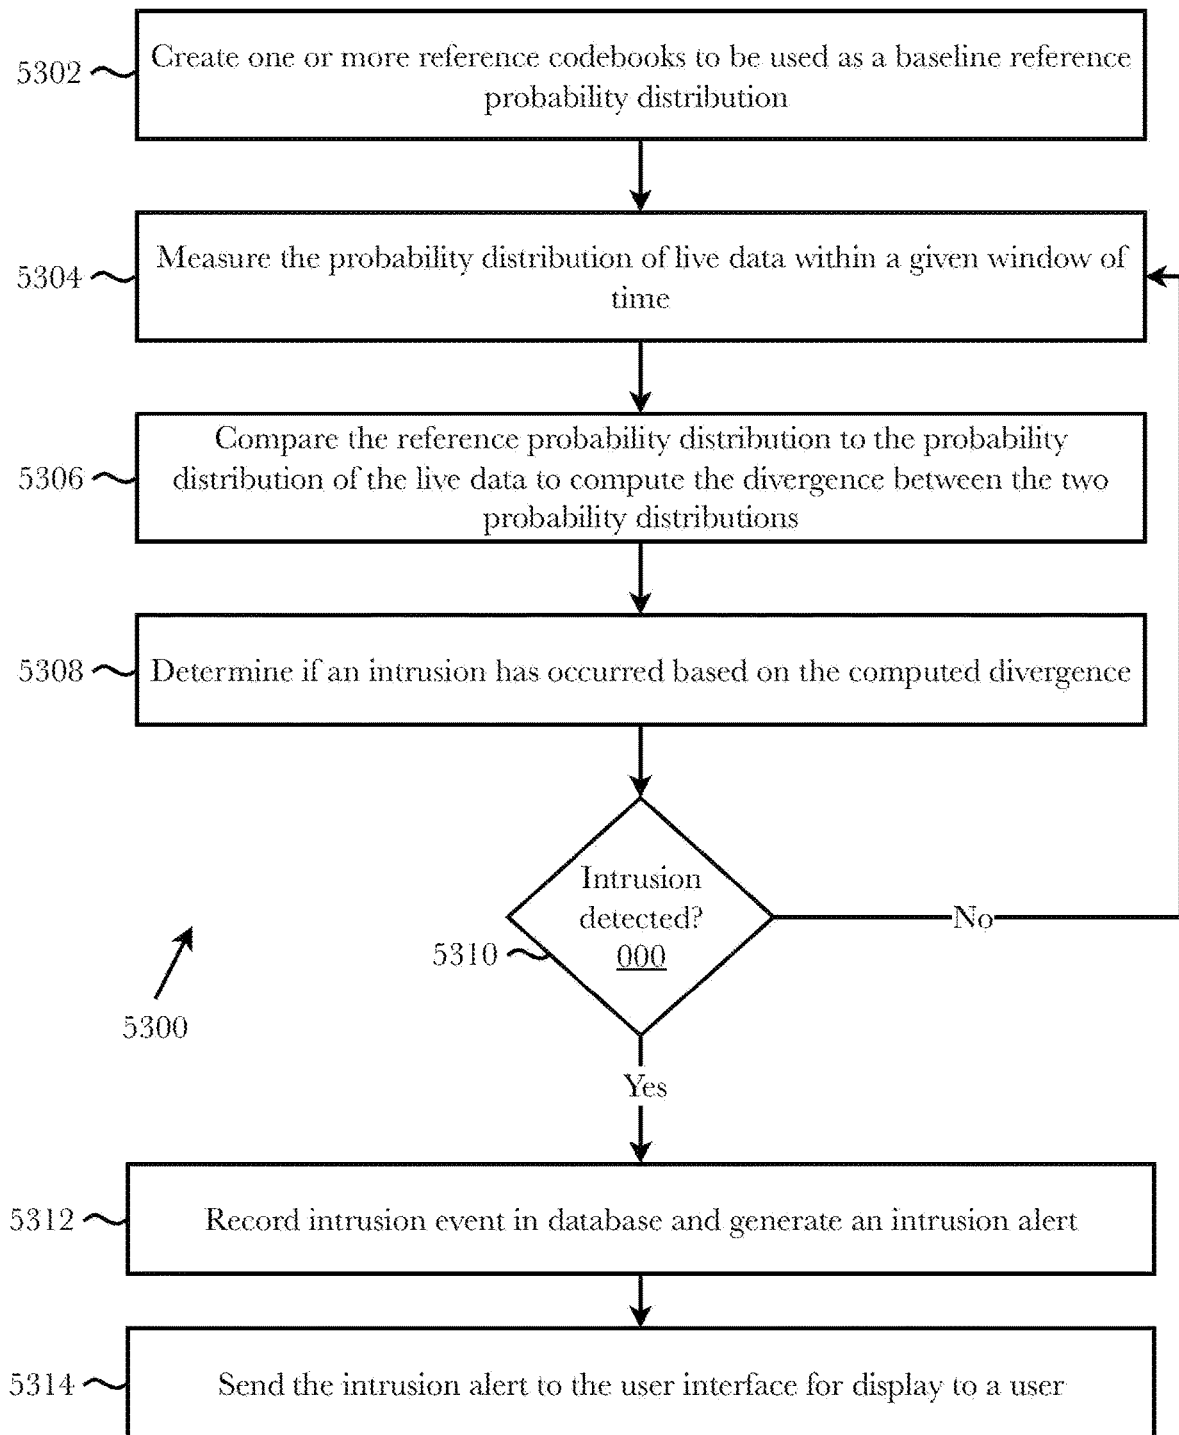 5302
Create one or more reference codebooks to be used as a baseline reference
probability distribution
5304
Measure the probability distribution of live data within a given window of
time
5306
Compare the reference probability distribution to the probability
distribution of the live data to compute the divergence between the two
probability distributions
5308
Determine if an intrusion has occurred based on the computed divergence
Intrusion
detected?
000
5310
No
5300
Yes
5312
Record intrusion event in database and generate an intrusion alert
5314
Send the intrusion alert to the user interface for display to a user